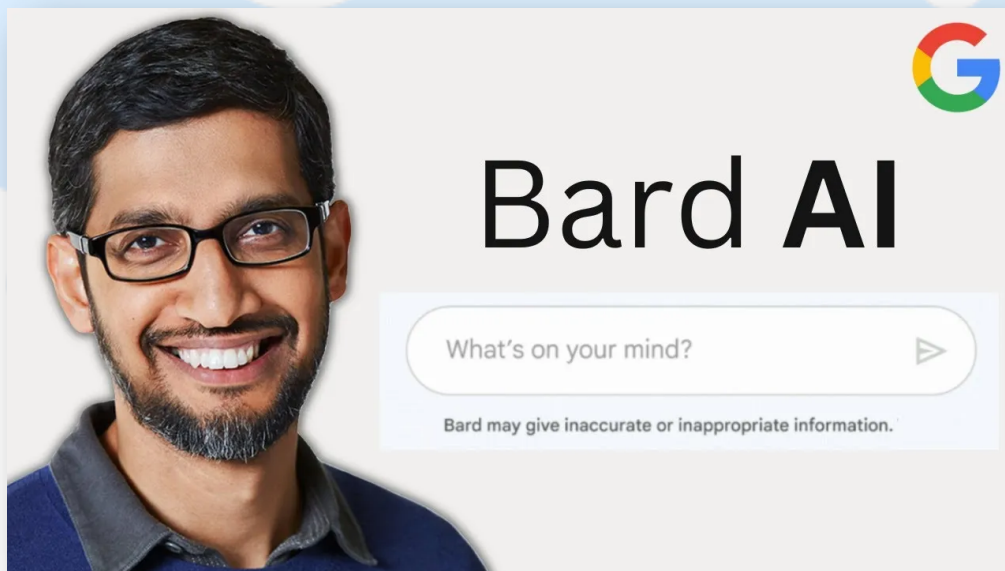 Bard AI
What's on your mind?
Bard may give inaccurate or inappropriate information.